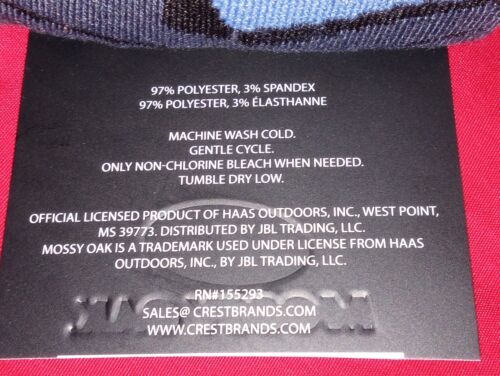 97% POLYESTER, 3% SPANDEX
97% POLYESTER, 3% ÉLASTHANNE
MACHINE WASH COLD.
GENTLE CYCLE.
ONLY NON-CHLORINE BLEACH WHEN NEEDED.
TUMBLE DRY LOW.
OFFICIAL LICENSED PRODUCT OF HAAS OUTDOORS, INC., WEST POINT,
MS 39773. DISTRIBUTED BY JBL TRADING, LLC.
MOSSY OAK IS A TRADEMARK USED UNDER LICENSE FROM HAAS
OUTDOORS, INC., BY JBL TRADING, LLC.
RN#155293
SALES@ CRESTBRANDS.COM
WWW.CRESTBRANDS.COM